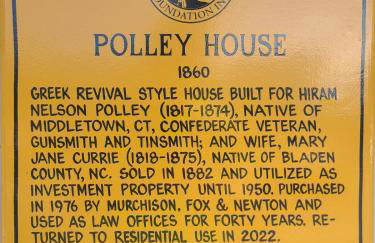 FOUNDATION IN
POLLEY HOUSE
1860
GREEK REVIVAL STYLE HOUSE BUILT FOR HIRAM
NELSON POLLEY (1817-1874), NATIVE OF
MIDDLETOWN, CT, CONFEDERATE VETERAN,
GUNSMITH AND TINSMITH; AND WIFE, MARY
JANE CURRIE (1818-1875), NATIVE OF BLADEN
COUNTY, NC. SOLD IN 1882 AND UTILIZED AS
INVESTMENT PROPERTY UNTIL 1950. PURCHASED
IN 1976 BY MURCHISON, FOX & NEWTON AND
USED AS LAW OFFICES FOR FORTY YEARS. RE-
TURNED TO RESIDENTIAL USE IN 2022.